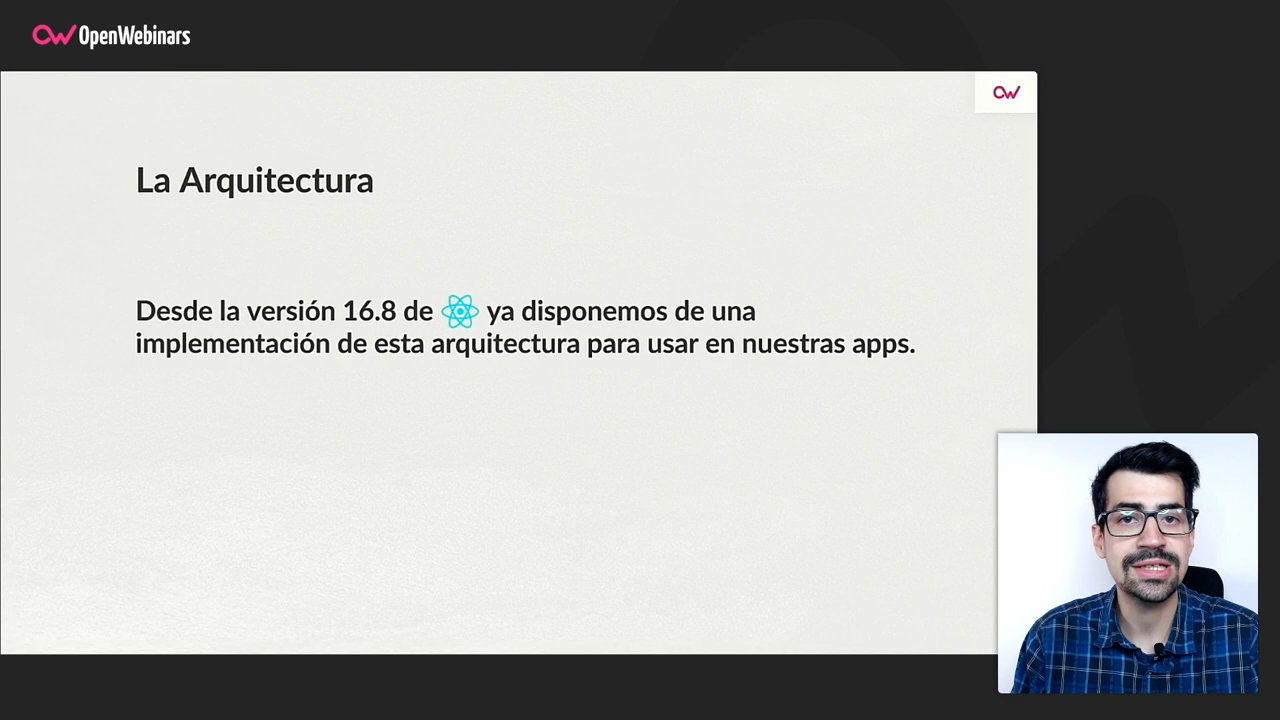 OpenWebinars
La Arquitectura
Desde la versión 16.8 de ya disponemos de una
implementación de esta arquitectura para usar en nuestras apps.